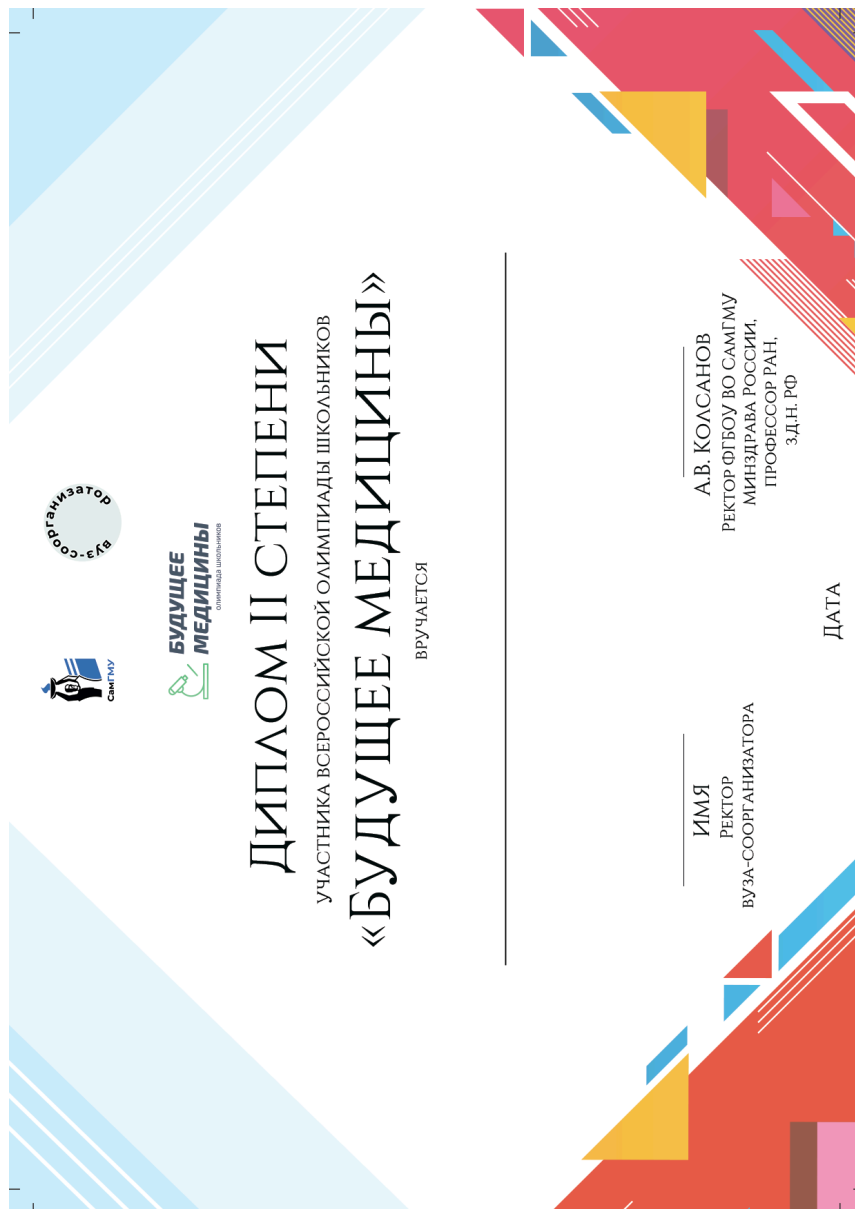 СамГМУ
вуз-соорганизатор
БУДУЩЕЕ
МЕДИЦИНЫ
олимпиада школьников
Диплом II степени
участника всероссийской олимпиады школьников
«Будущее медицины»
вручается
ИМЯ
Ректор
вуза-соорганизатора
А.В. Колсанов
Ректор ФГБОУ ВО СамГМУ
Минздрава России,
профессор РАН,
з.д.н. РФ
Дата